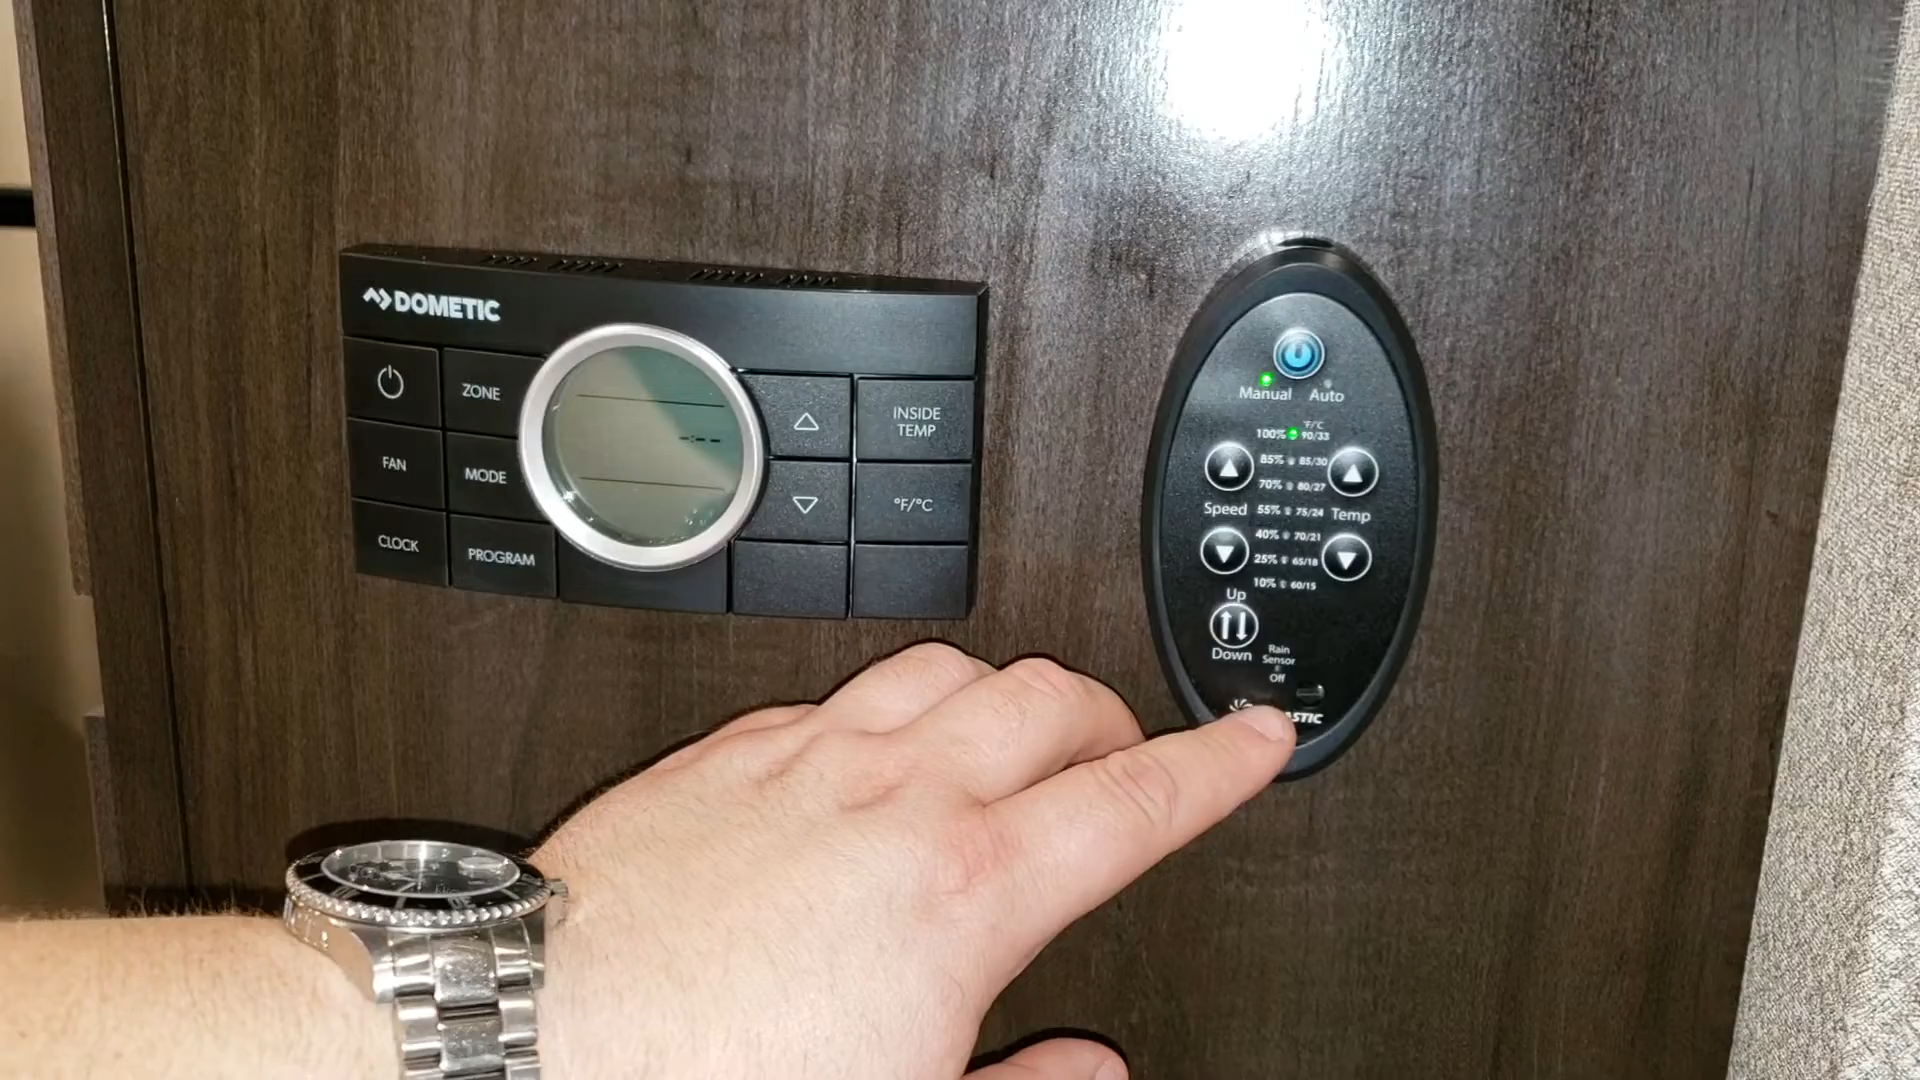 DOMETIC
ZONE
FAN
MODE
CLOCK
PROGRAM
INSIDE
TEMP
°F/°C
Manual Auto
°F/°C
100% 90/33
85% 85/30
70% 80/27
Speed 55% 75/24 Temp
40% 70/21
25% 65/18
10% 60/15
Up
Down
Rain
Sensor
Off